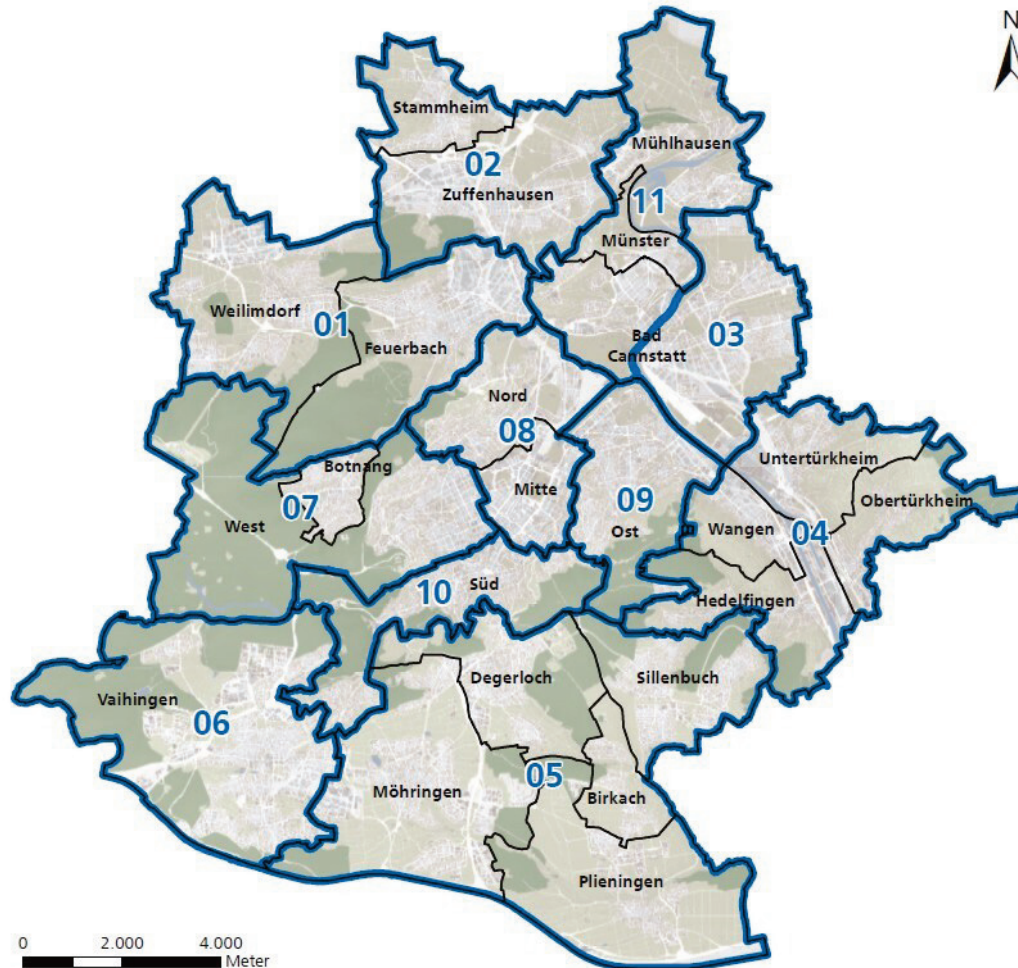 N
Stammheim
02
Zuffenhausen
Mühlhausen
11
Münster
Weilimdorf
01
Feuerbach
03
Bad
Cannstatt
Nord
08
Untertürkheim
Botnang
Mitte
Obertürkheim
07
West
09
Ost
Wangen
04
10
Süd
Hedelfingen
Degerloch
Sillenbuch
Vaihingen
06
05
Möhringen
Birkach
Plieningen
0 2.000 4.000
Meter